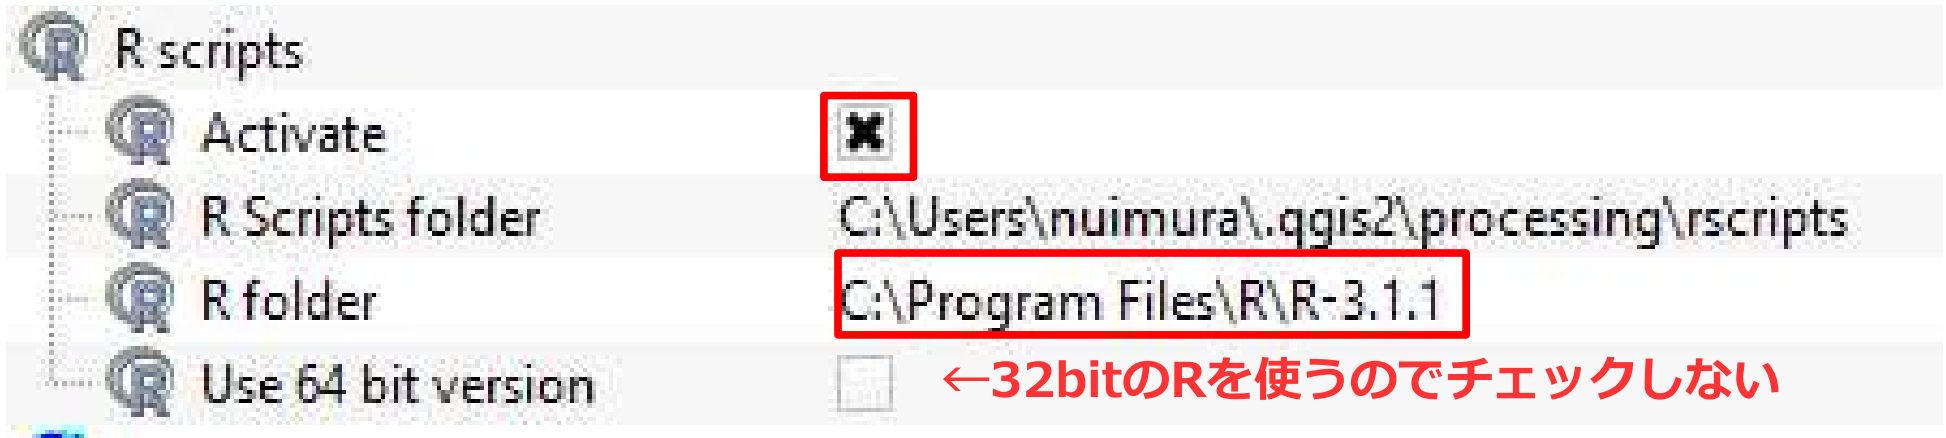 R scripts
Activate
R Scripts folder C:\Users\nuimura\.qgis2\processing\rscripts
R folder C:\Program Files\R\R-3.1.1
Use 64 bit version ←32bitのRを使うのでチェックしない